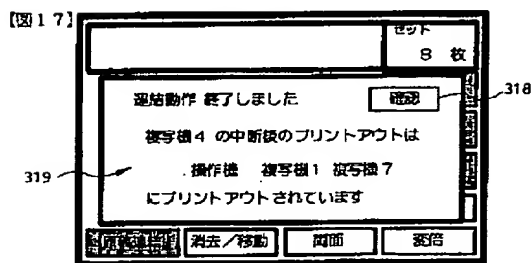 【図17】
セット
8 枚
連結動作 終了しました
確認
318
複写機4 の中断後のプリントアウトは
操作機 複写機1 複写機7
319
にプリントアウトされています
消去/移動
両面
変倍